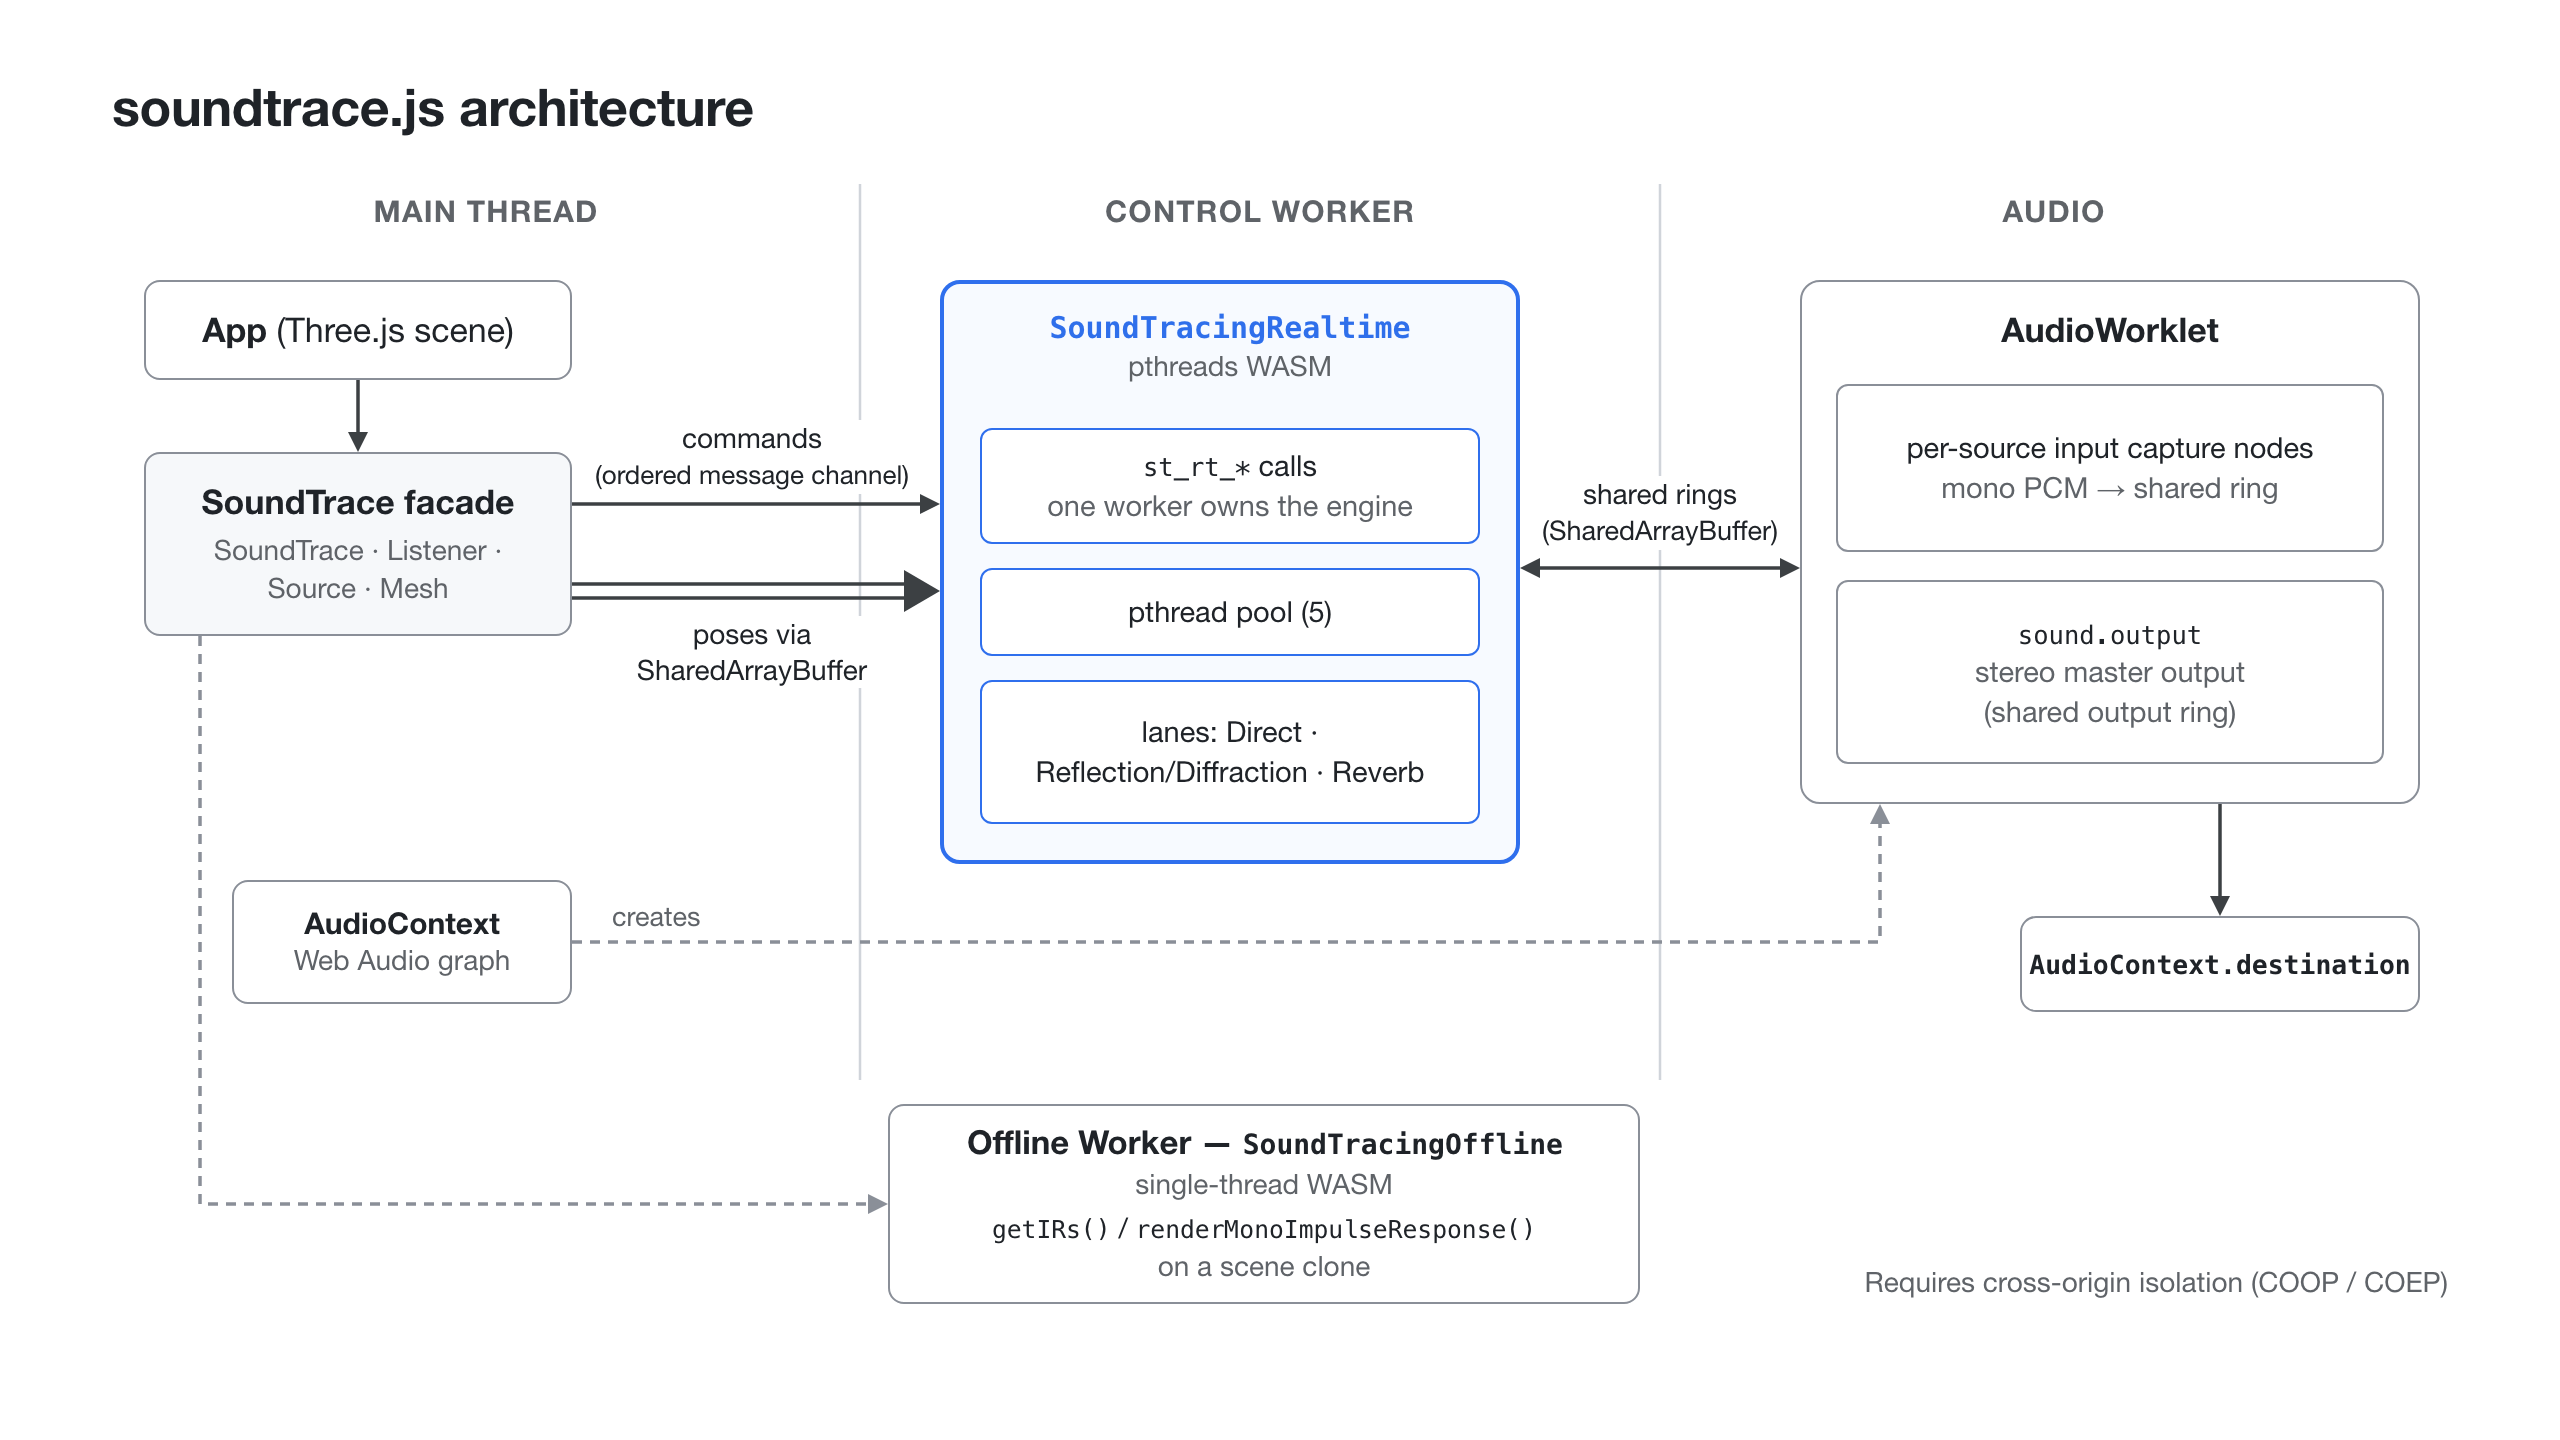 soundtrace.js architecture
MAIN THREAD
CONTROL WORKER
AUDIO
App (Three.js scene)
SoundTrace facade
SoundTrace · Listener ·
Source · Mesh
commands
(ordered message channel)
poses via
SharedArrayBuffer
AudioContext
Web Audio graph
creates
SoundTracingRealtime
pthreads WASM
st_rt_* calls
one worker owns the engine
pthread pool (5)
lanes: Direct ·
Reflection/Diffraction · Reverb
shared rings
(SharedArrayBuffer)
AudioWorklet
per-source input capture nodes
mono PCM → shared ring
sound.output
stereo master output
(shared output ring)
AudioContext.destination
Offline Worker — SoundTracingOffline
single-thread WASM
getIRs() / renderMonoImpulseResponse()
on a scene clone
Requires cross-origin isolation (COOP / COEP)